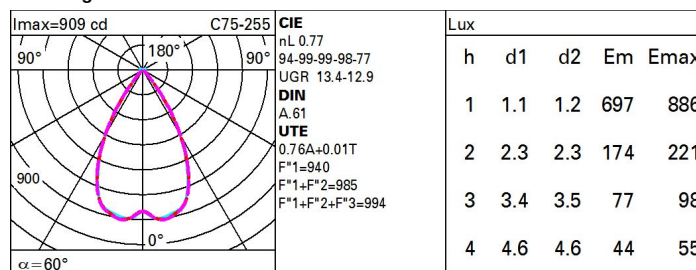 Imax=909 cd C75-255
90° 180° 90°
900
0°
α=60°
CIE
nL 0.77
94-99-99-98-77
UGR 13.4-12.9
DIN
A.61
UTE
0.76A+0.01T
F"1=940
F"1+F"2=985
F"1+F"2+F"3=994
Lux
h d1 d2 Em Emax
1 1.1 1.2 697 886
2 2.3 2.3 174 221
3 3.4 3.5 77 98
4 4.6 4.6 44 55